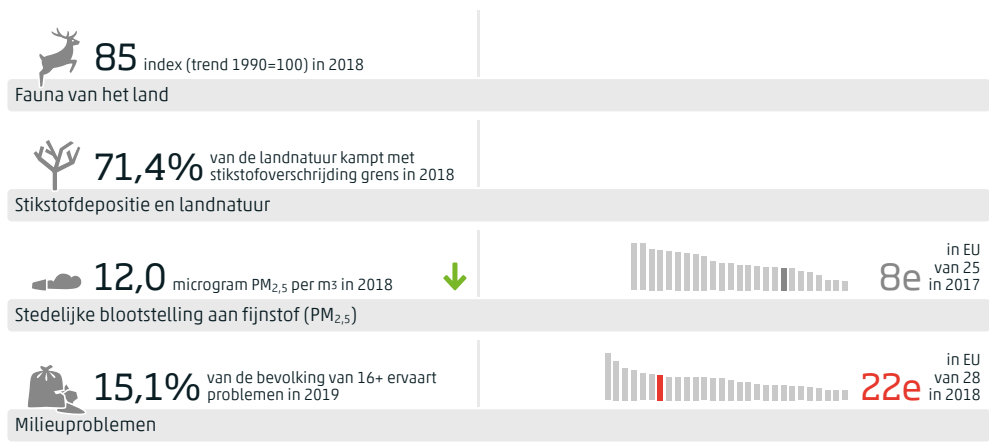 85 index (trend 1990=100) in 2018
Fauna van het land
71,4% van de landnatuur kampt met
stikstofoverschrijding grens in 2018
Stikstofdepositie en landnatuur
12,0 microgram PM2,5 per m3 in 2018
8e in EU
van 25
in 2017
Stedelijke blootstelling aan fijnstof (PM2,5)
15,1% van de bevolking van 16+ ervaart
problemen in 2019
22e in EU
van 28
in 2018
Milieuproblemen